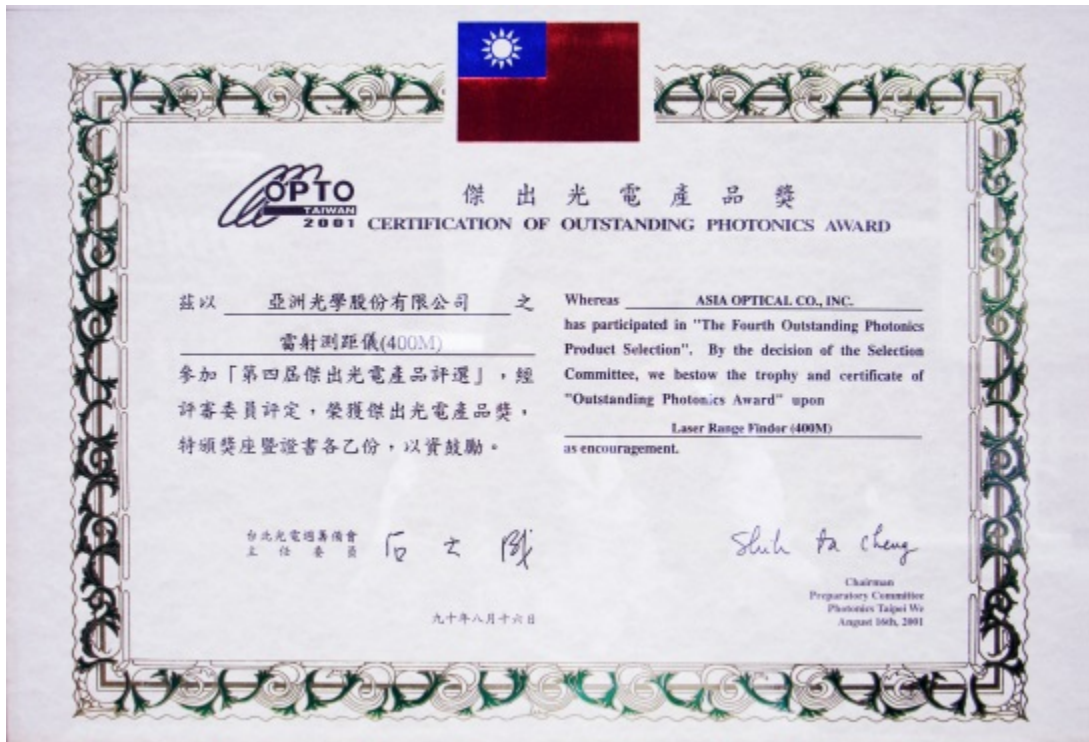 OPTO
TAIWAN
2001
傑出光電產品獎
CERTIFICATION OF OUTSTANDING PHOTONICS AWARD
茲以 亞洲光學股份有限公司 之
雷射測距儀(400M)
參加「第四屆傑出光電產品評選」，經
評審委員評定，榮獲傑出光電產品獎，
特頒獎座暨證書各乙份，以資鼓勵。
台北光電週籌備會
主任委員 石大成
九十年八月十六日
Whereas ASIA OPTICAL CO., INC.
has participated in "The Fourth Outstanding Photonics
Product Selection". By the decision of the Selection
Committee, we bestow the trophy and certificate of
"Outstanding Photonics Award" upon
Laser Range Findor (400M)
as encouragement.
Shih ta Cheng
Chairman
Preparatory Committee
Photonics Taipei We
August 16th, 2001